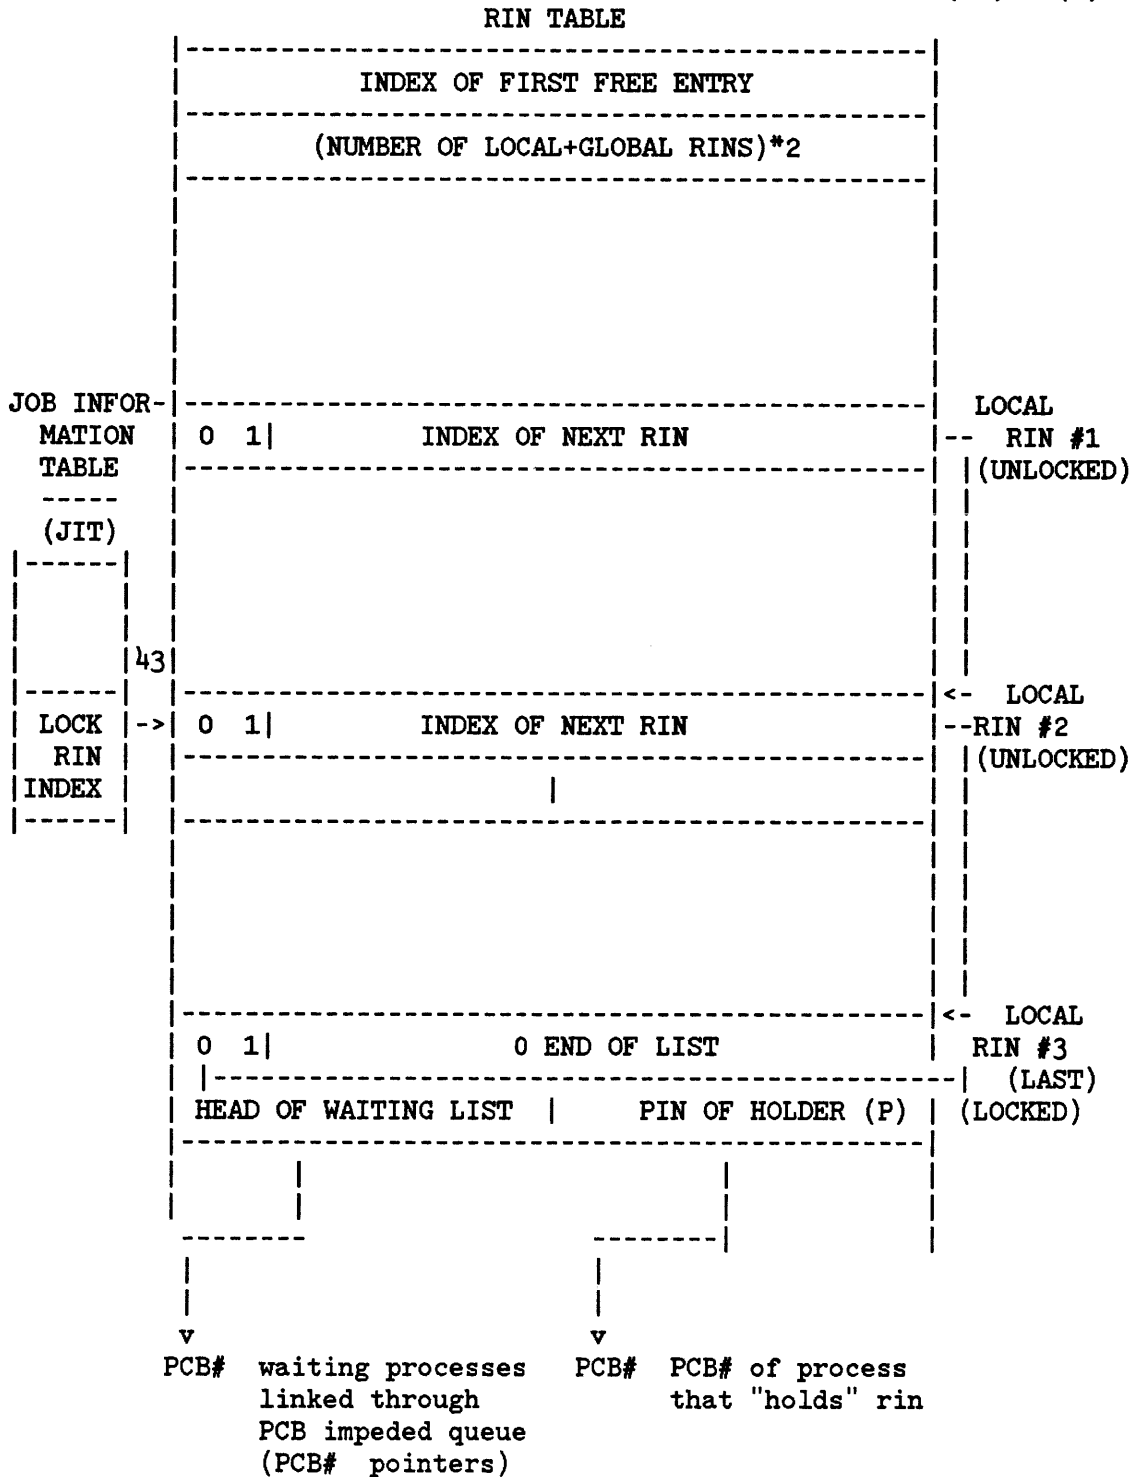 RIN TABLE
INDEX OF FIRST FREE ENTRY
(NUMBER OF LOCAL+GLOBAL RINS)*2
JOB INFOR- LOCAL
MATION 0 1| INDEX OF NEXT RIN -- RIN #1
TABLE (UNLOCKED)
(JIT)
43
LOCAL
LOCK -> 0 1| INDEX OF NEXT RIN --RIN #2
RIN (UNLOCKED)
INDEX
LOCAL
0 1| 0 END OF LIST RIN #3
(LAST)
HEAD OF WAITING LIST | PIN OF HOLDER (P) | (LOCKED)
PCB# waiting processes PCB# PCB# of process
linked through that "holds" rin
PCB impeded queue
(PCB# pointers)